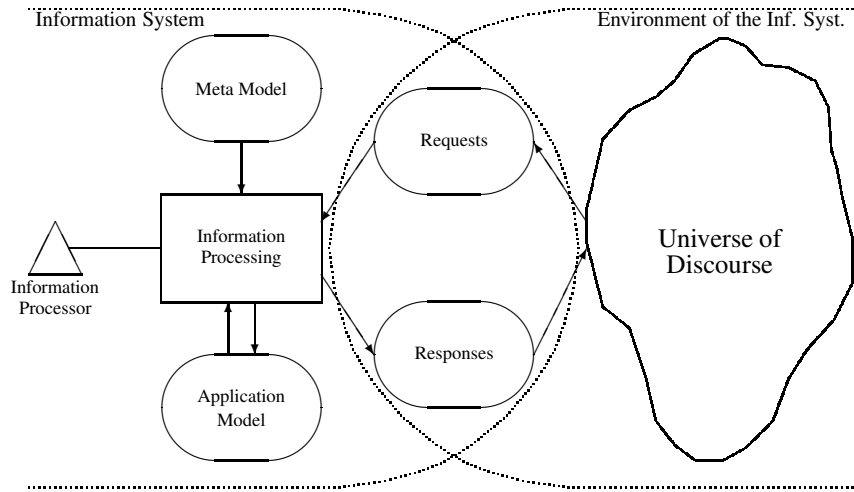 Information System
Environment of the Inf. Syst.
Meta Model
Requests
Information
Processing
Universe of
Discourse
Information
Processor
Responses
Application
Model